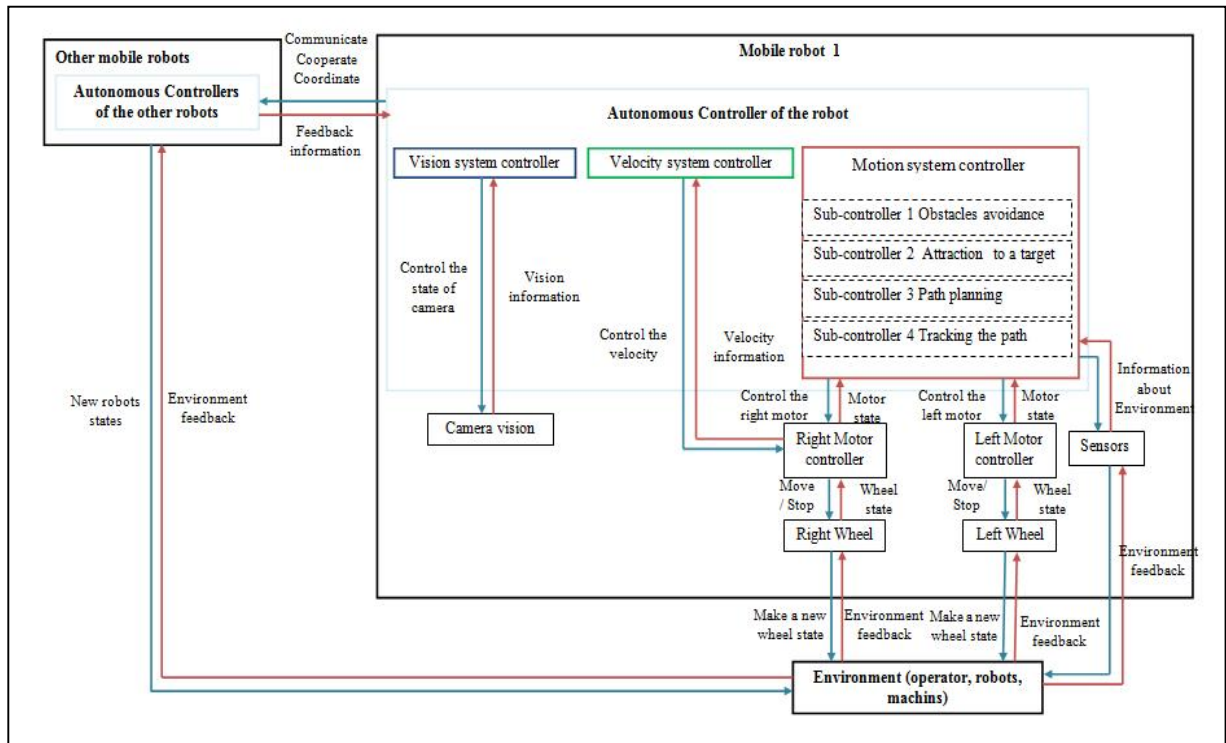 Other mobile robots
Autonomous Controllers
of the other robots
Communicate
Cooperate
Coordinate
Feedback
information
Mobile robot 1
Autonomous Controller of the robot
Vision system controller
Velocity system controller
Motion system controller
Sub-controller 1 Obstacles avoidance
Sub-controller 2 Attraction to a target
Sub-controller 3 Path planning
Sub-controller 4 Tracking the path
Control the
state of
camera
Vision
information
Control the
velocity
Velocity
information
Information
about
Environment
New robots
states
Environment
feedback
Camera vision
Control the
right motor
Motor
state
Control the
left motor
Motor
state
Right Motor
controller
Left Motor
controller
Sensors
Move
/ Stop
Wheel
state
Move/
Stop
Wheel
state
Right Wheel
Left Wheel
Environment
feedback
Make a new
wheel state
Environment
feedback
Make a new
wheel state
Environment
feedback
Environment (operator, robots,
machins)